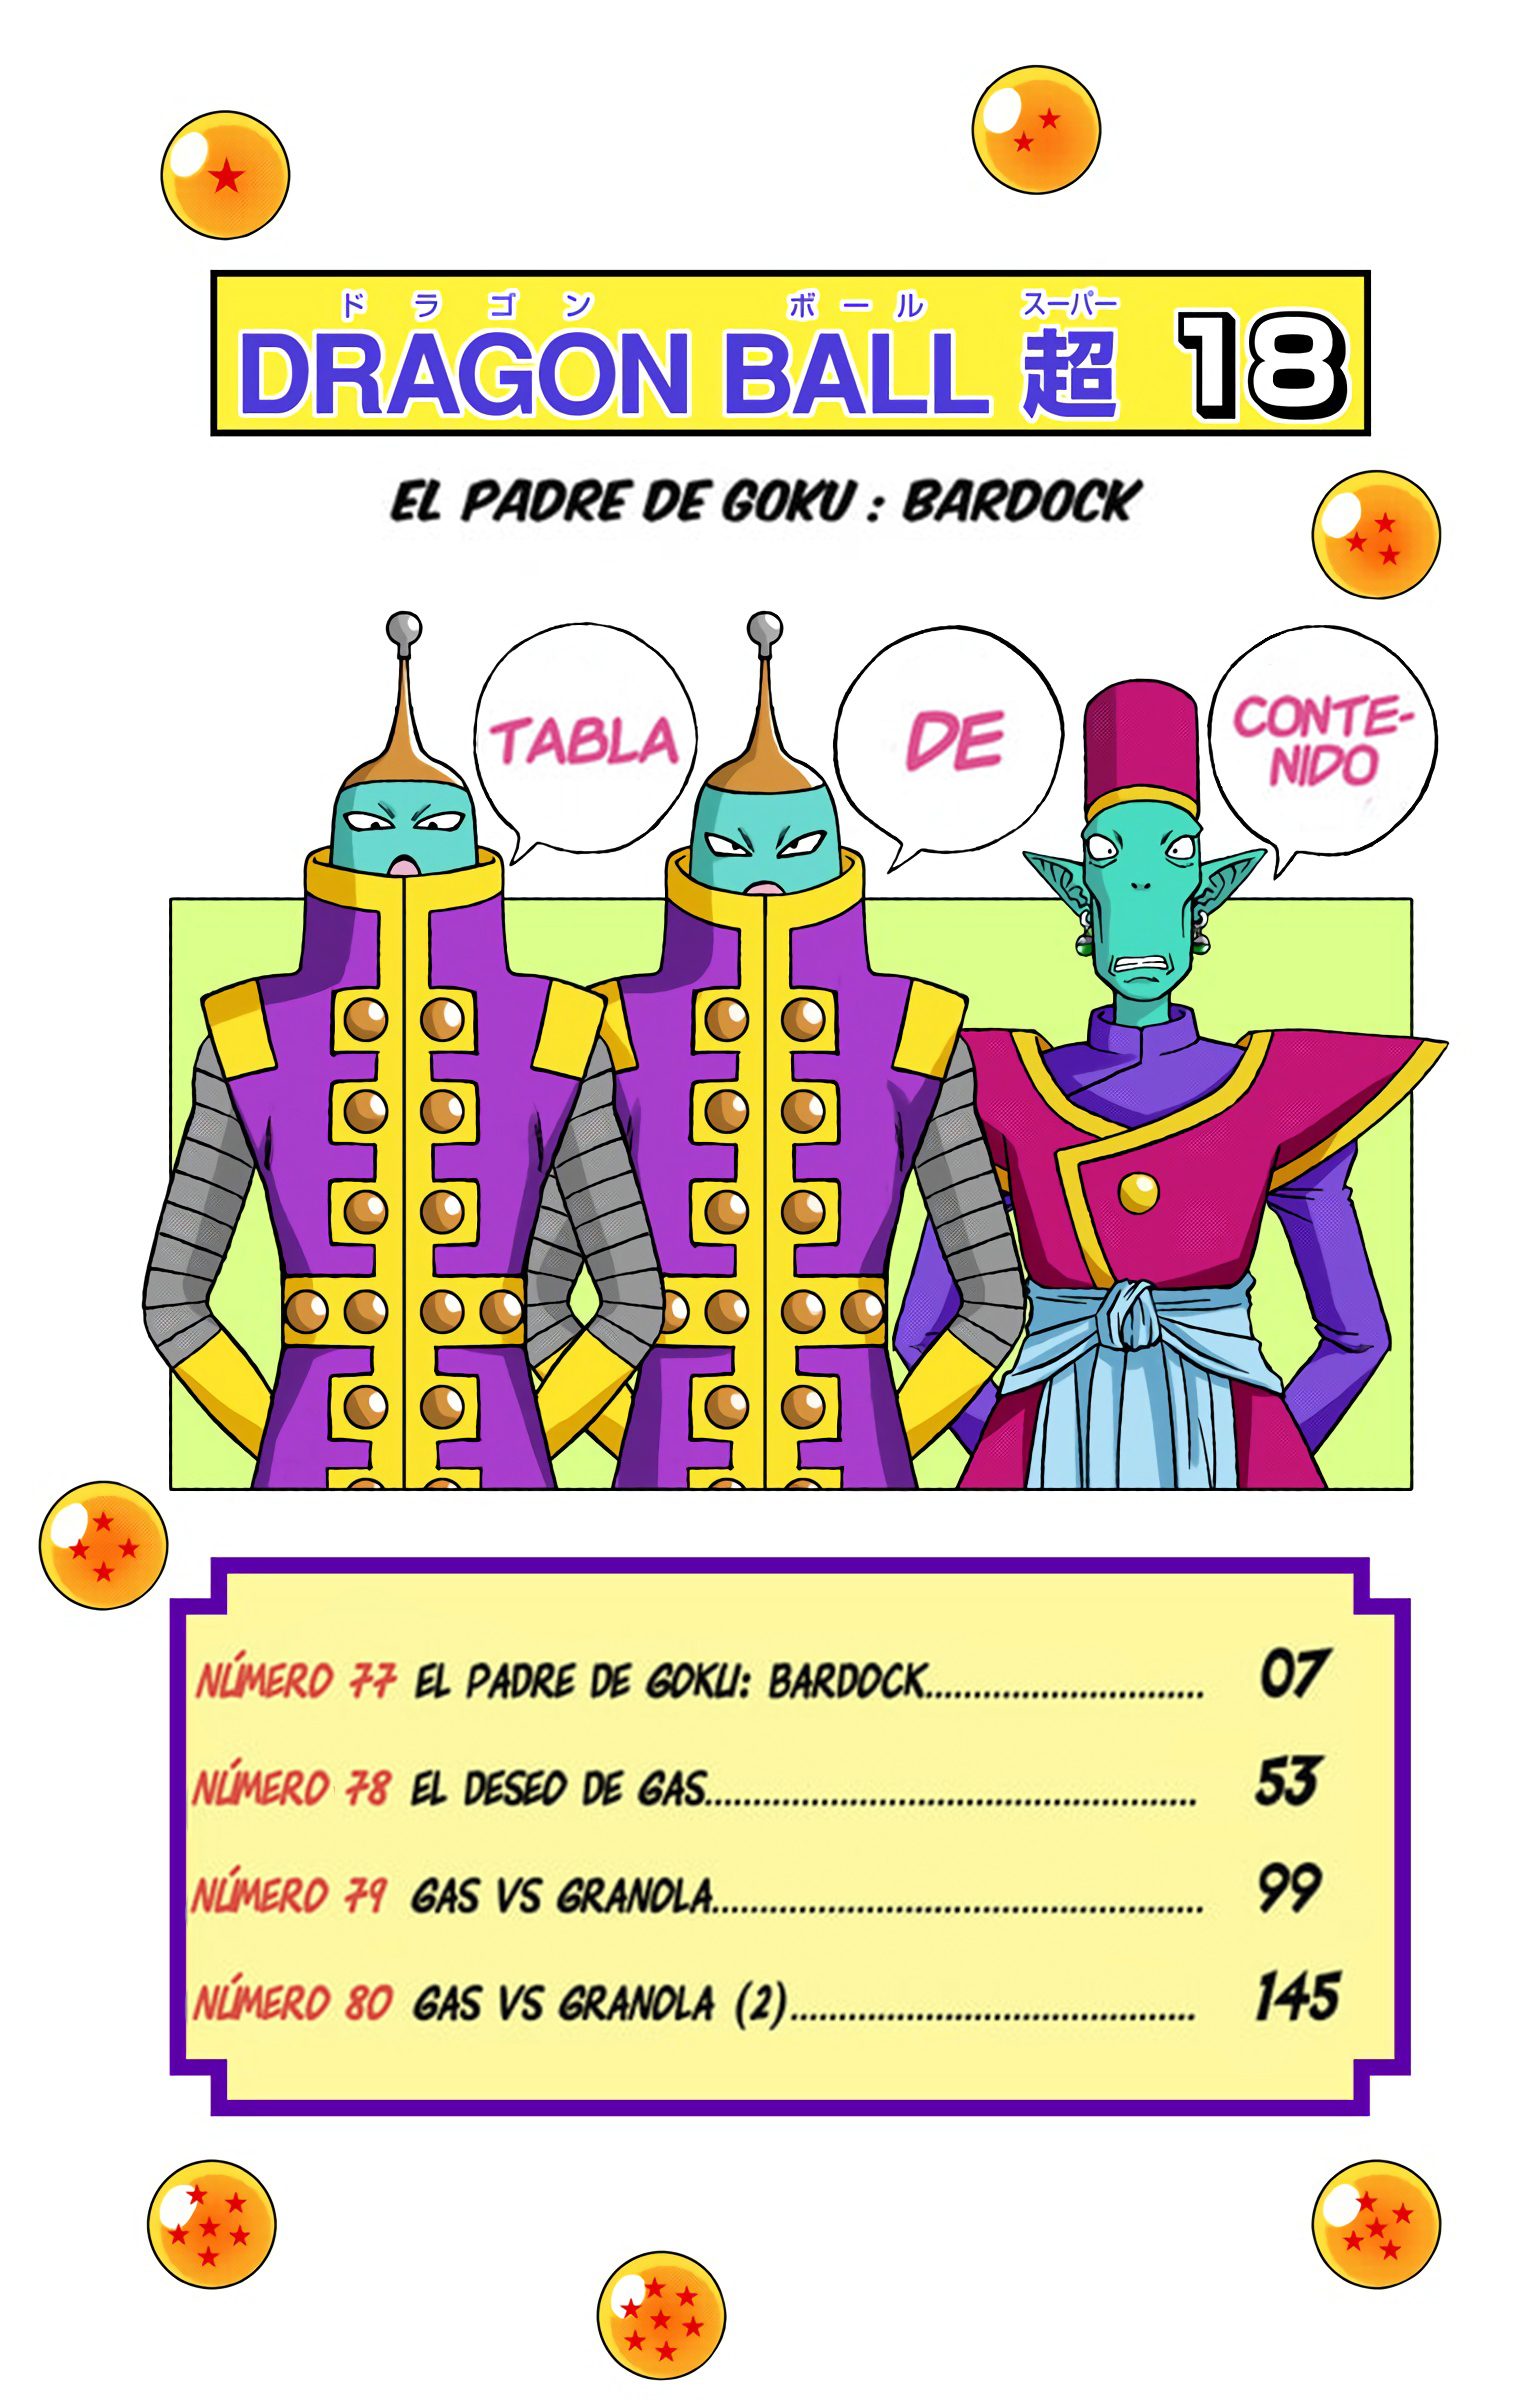 ドラゴン ボール スーパー
DRAGON BALL 超 18
EL PADRE DE GOKU : BARDOCK
TABLA
DE
CONTE-
NIDO
NÚMERO 77 EL PADRE DE GOKU: BARDOCK............................. 07
NÚMERO 78 EL DESEO DE GAS................................................... 53
NÚMERO 79 GAS VS GRANOLA................................................... 99
NÚMERO 80 GAS VS GRANOLA (2).......................................... 145